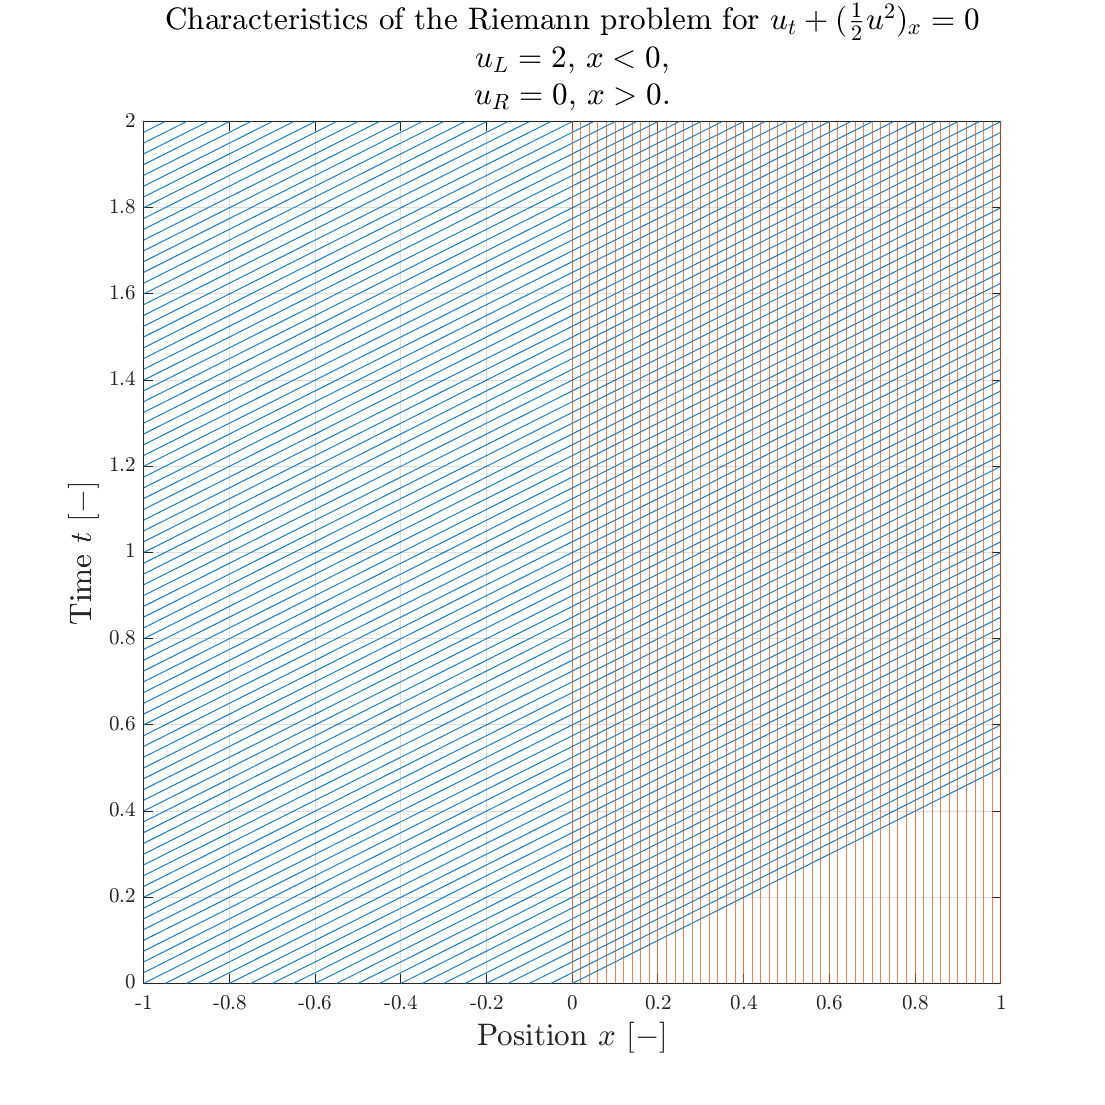 Characteristics of the Riemann problem for $u_t + (\frac{1}{2}u^2)_x = 0$
$u_L = 2, \, x < 0,$
$u_R = 0, \, x > 0.$
2
1.8
1.6
1.4
1.2
1
0.8
0.6
0.4
0.2
0
Time $t$ $[-]$
-1 -0.8 -0.6 -0.4 -0.2 0 0.2 0.4 0.6 0.8 1
Position $x$ $[-]$